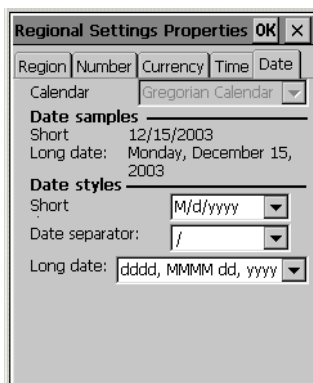 Regional Settings Properties OK ×
Region Number Currency Time Date
Calendar Gregorian Calendar
Date samples
Short 12/15/2003
Long date: Monday, December 15,
2003
Date styles
Short M/d/yyyy
Date separator: /
Long date: dddd, MMMM dd, yyyy